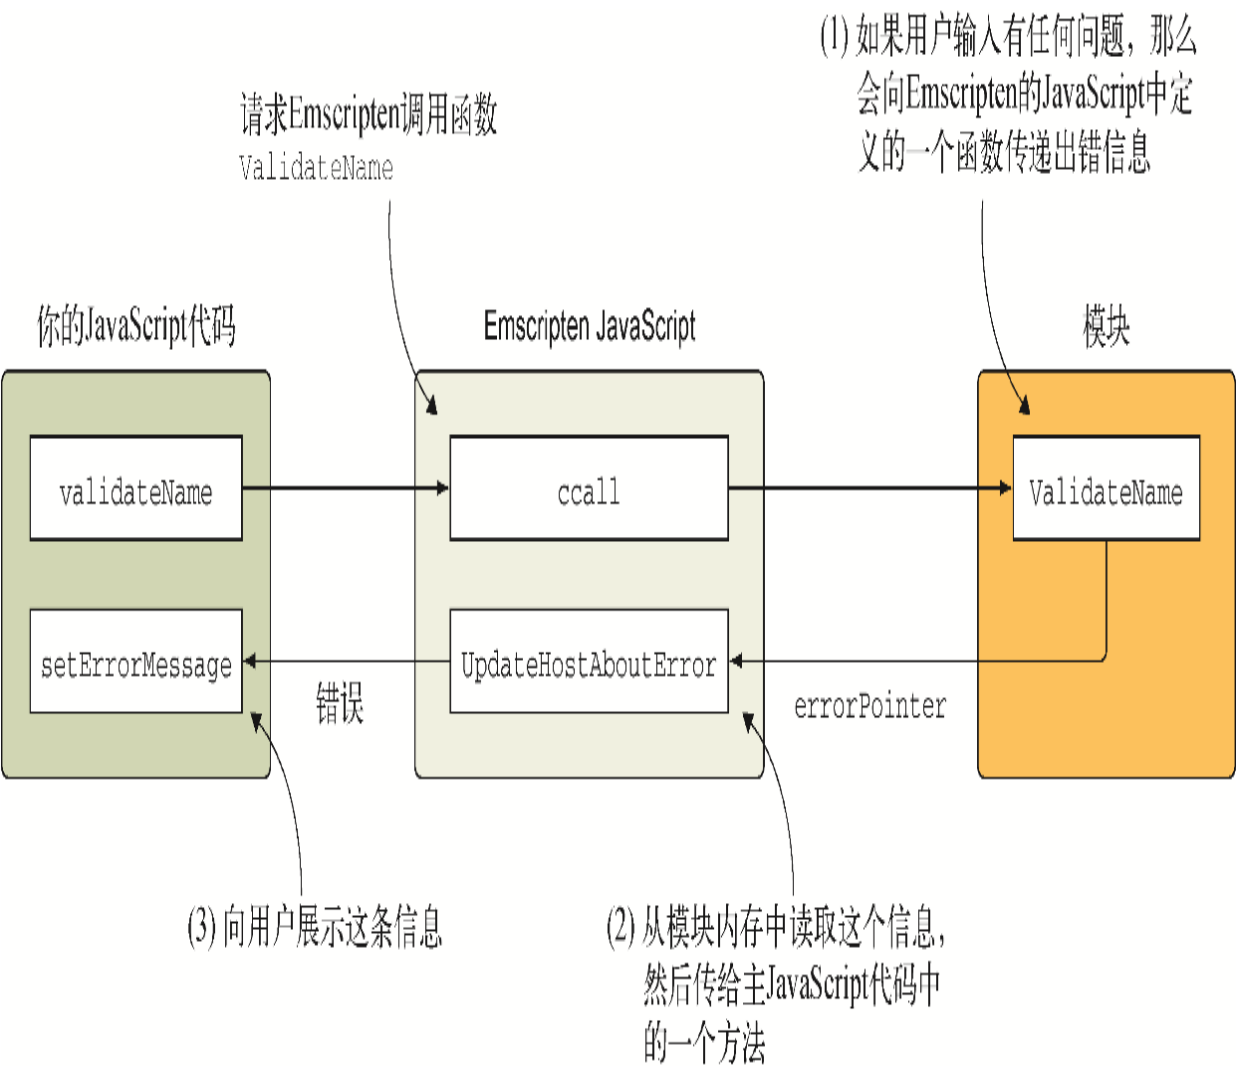 (1) 如果用户输入有任何问题，那么
会向Emscripten的JavaScript中定
义的一个函数传递出错信息
请求Emscripten调用函数
ValidateName
你的JavaScript代码
Emscripten JavaScript
模块
validateName
ccall
ValidateName
setErrorMessage
UpdateHostAboutError
错误
errorPointer
(3) 向用户展示这条信息
(2) 从模块内存中读取这个信息，
然后传给主JavaScript代码中
的一个方法